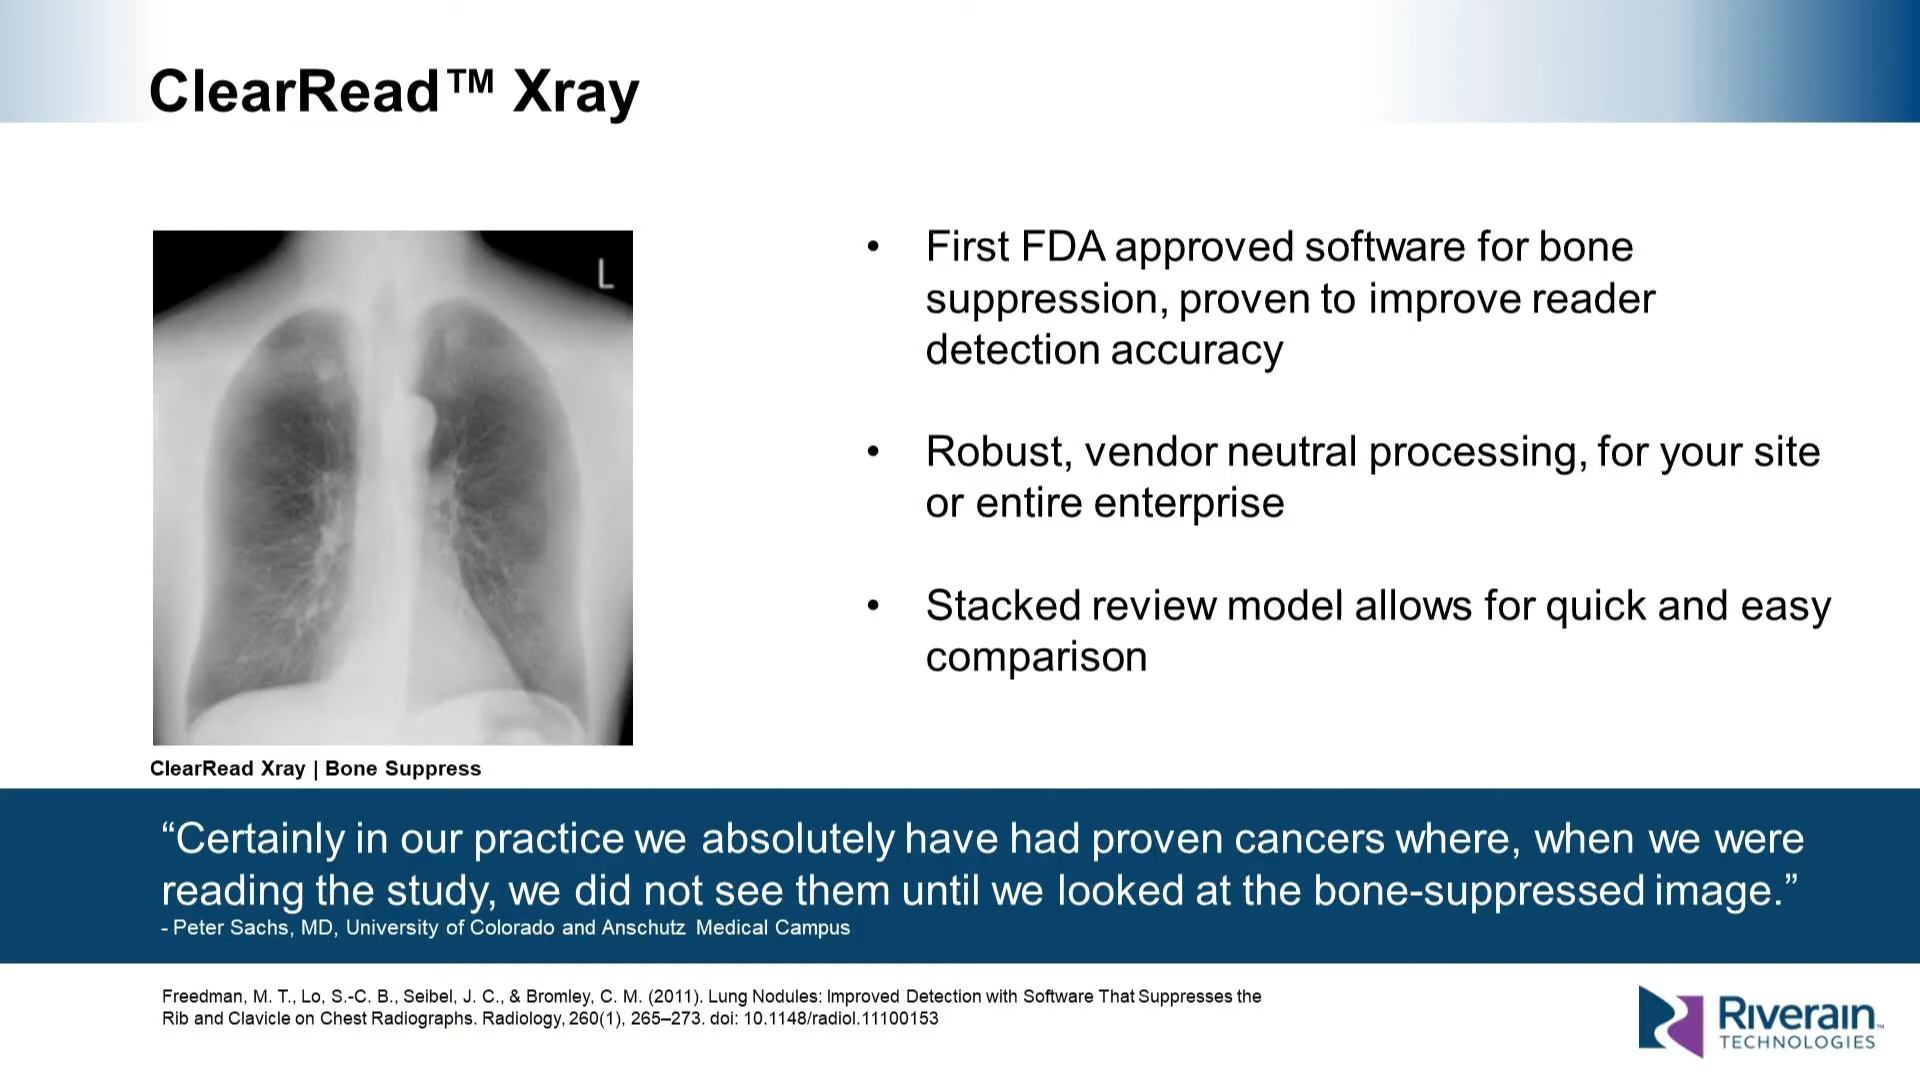 ClearRead™ Xray
L
• First FDA approved software for bone
suppression, proven to improve reader
detection accuracy
• Robust, vendor neutral processing, for your site
or entire enterprise
• Stacked review model allows for quick and easy
comparison
ClearRead Xray | Bone Suppress
“Certainly in our practice we absolutely have had proven cancers where, when we were
reading the study, we did not see them until we looked at the bone-suppressed image.”
- Peter Sachs, MD, University of Colorado and Anschutz Medical Campus
Freedman, M. T., Lo, S.-C. B., Seibel, J. C., & Bromley, C. M. (2011). Lung Nodules: Improved Detection with Software That Suppresses the
Rib and Clavicle on Chest Radiographs. Radiology, 260(1), 265–273. doi: 10.1148/radiol.11100153
Riverain™
TECHNOLOGIES